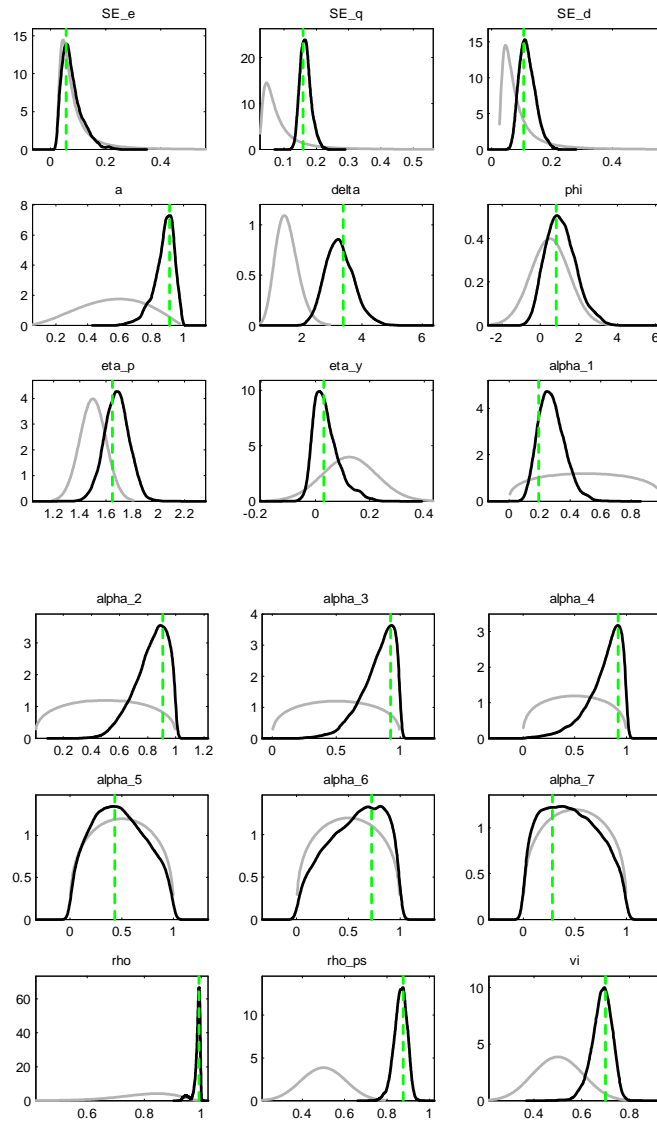 SE_e SE_q SE_d
15 10 5 0
20 10 0
15 10 5 0
0 0.2 0.4
0.1 0.2 0.3 0.4 0.5
0 0.2 0.4
a delta phi
8 6 4 2 0
1 0.5 0
0.4 0.2 0
0.2 0.4 0.6 0.8 1
2 4 6
-2 0 2 4 6
eta_p eta_y alpha_1
4 3 2 1 0
10 5 0
4 2 0
1.2 1.4 1.6 1.8 2 2.2
-0.2 0 0.2 0.4
0 0.2 0.4 0.6 0.8
alpha_2 alpha_3 alpha_4
3 2 1 0
4 3 2 1 0
3 2 1 0
0.2 0.4 0.6 0.8 1 1.2
0 0.5 1
0 0.5 1
alpha_5 alpha_6 alpha_7
1 0.5 0
1 0.5 0
1 0.5 0
0 0.5 1
0 0.5 1
0 0.5 1
rho rho_ps vi
60 40 20 0
10 5 0
10 5 0
0.6 0.8 1
0.4 0.6 0.8 1
0.4 0.6 0.8